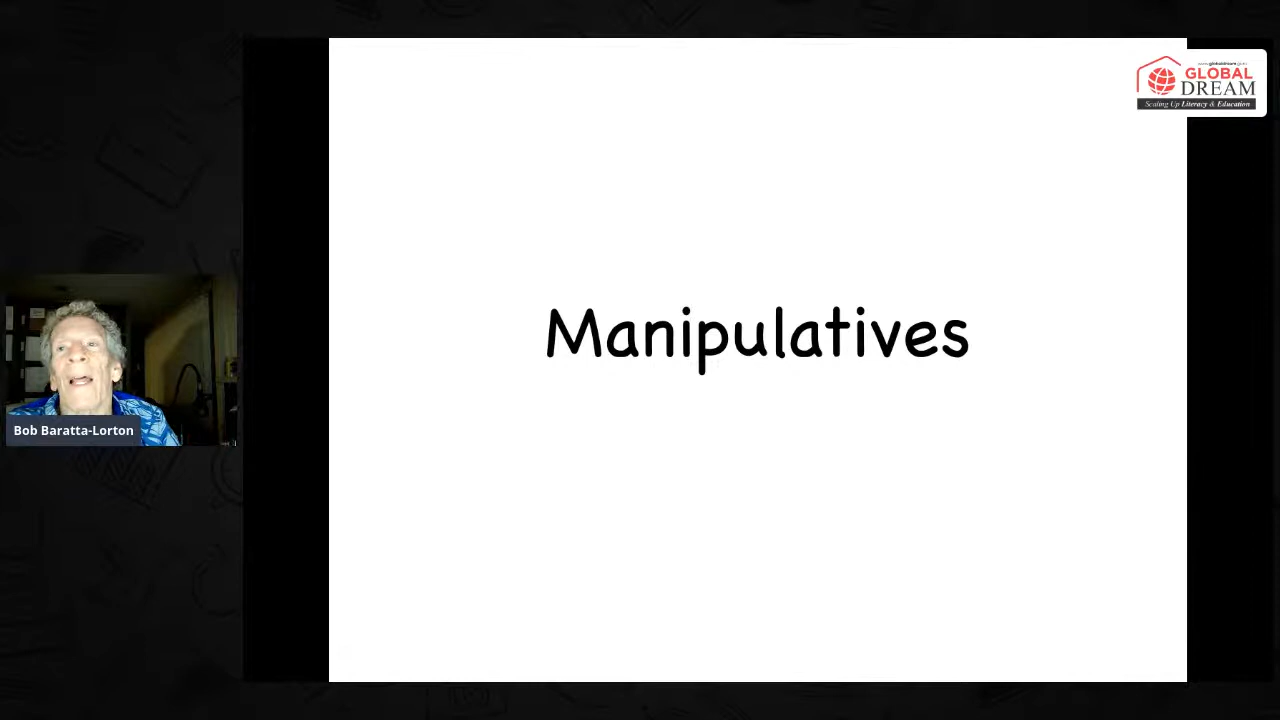 GLOBAL
DREAM
Scaling Up Literacy & Education
Manipulatives
Bob Baratta-Lorton